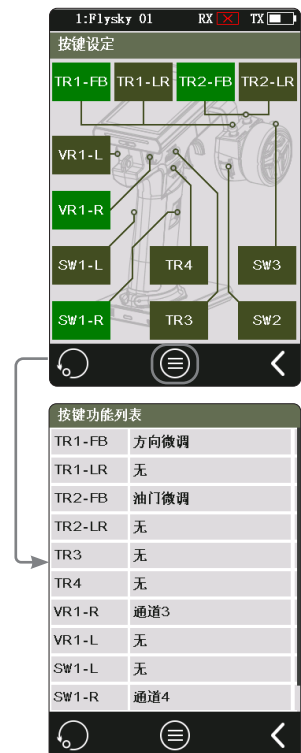 1:Flysky 01 RX TX
按键设定
TR1-FB TR1-LR TR2-FB TR2-LR
VR1-L
VR1-R
SW1-L TR4 SW3
SW1-R TR3 SW2
按键功能列表
TR1-FB 方向微调
TR1-LR 无
TR2-FB 油门微调
TR2-LR 无
TR3 无
TR4 无
VR1-R 通道3
VR1-L 无
SW1-L 无
SW1-R 通道4